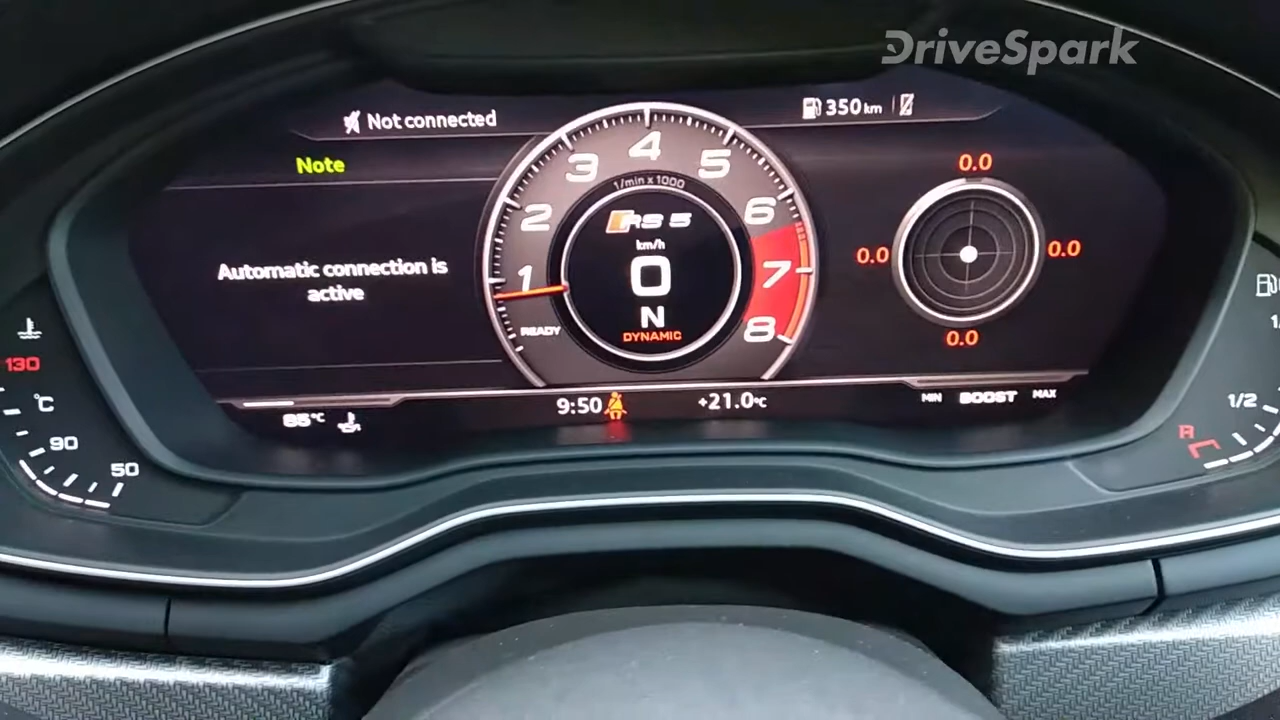 DriveSpark
Not connected
350 km
Note
Automatic connection is
active
1 2 3 4 5 6 7 8
1/min x 1000
RS 5
km/h
0
N
DYNAMIC
READY
0.0
0.0
0.0
0.0
130
°C
90
50
85°C
9:50
+21.0°C
MIN BOOST MAX
1/2
R